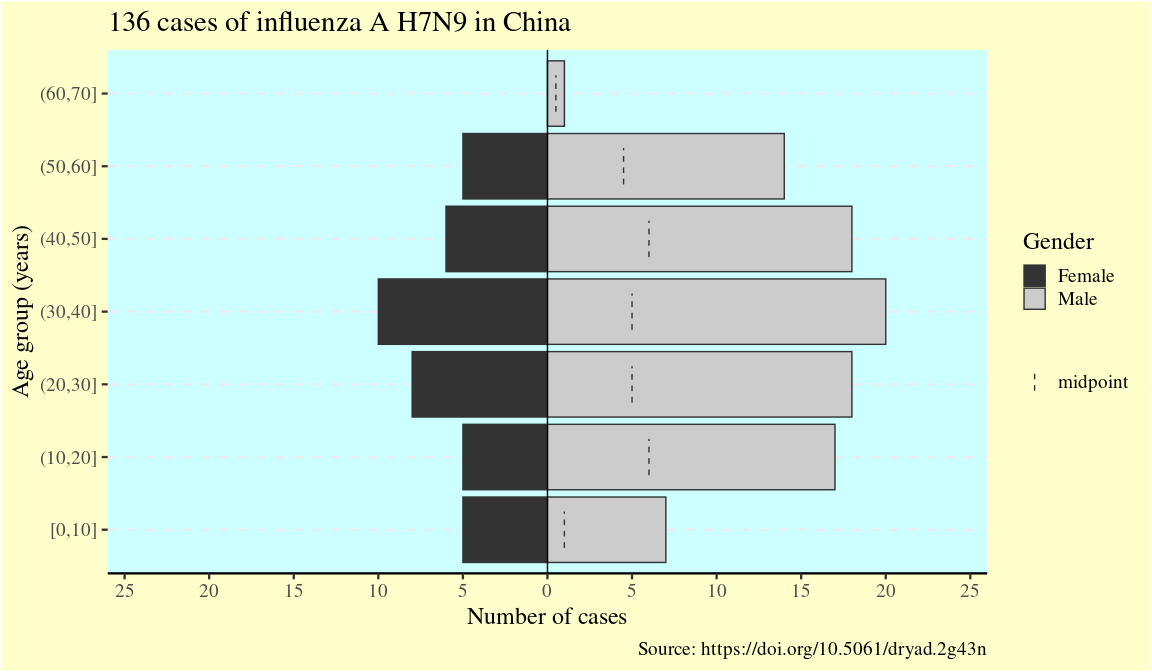 136 cases of influenza A H7N9 in China
Age group (years)
(60,70]
(50,60]
(40,50]
(30,40]
(20,30]
(10,20]
[0,10]
25 20 15 10 5 0 5 10 15 20 25
Number of cases
Gender
Female
Male
midpoint
Source: https://doi.org/10.5061/dryad.2g43n